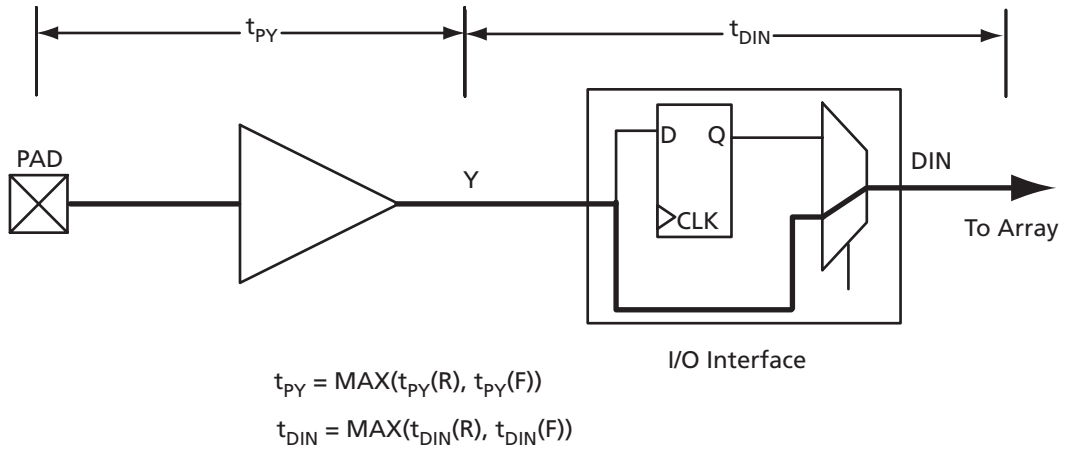 tPY
tDIN
PAD
Y
D Q
CLK
DIN
To Array
I/O Interface
tPY = MAX(tPY(R), tPY(F))
tDIN = MAX(tDIN(R), tDIN(F))